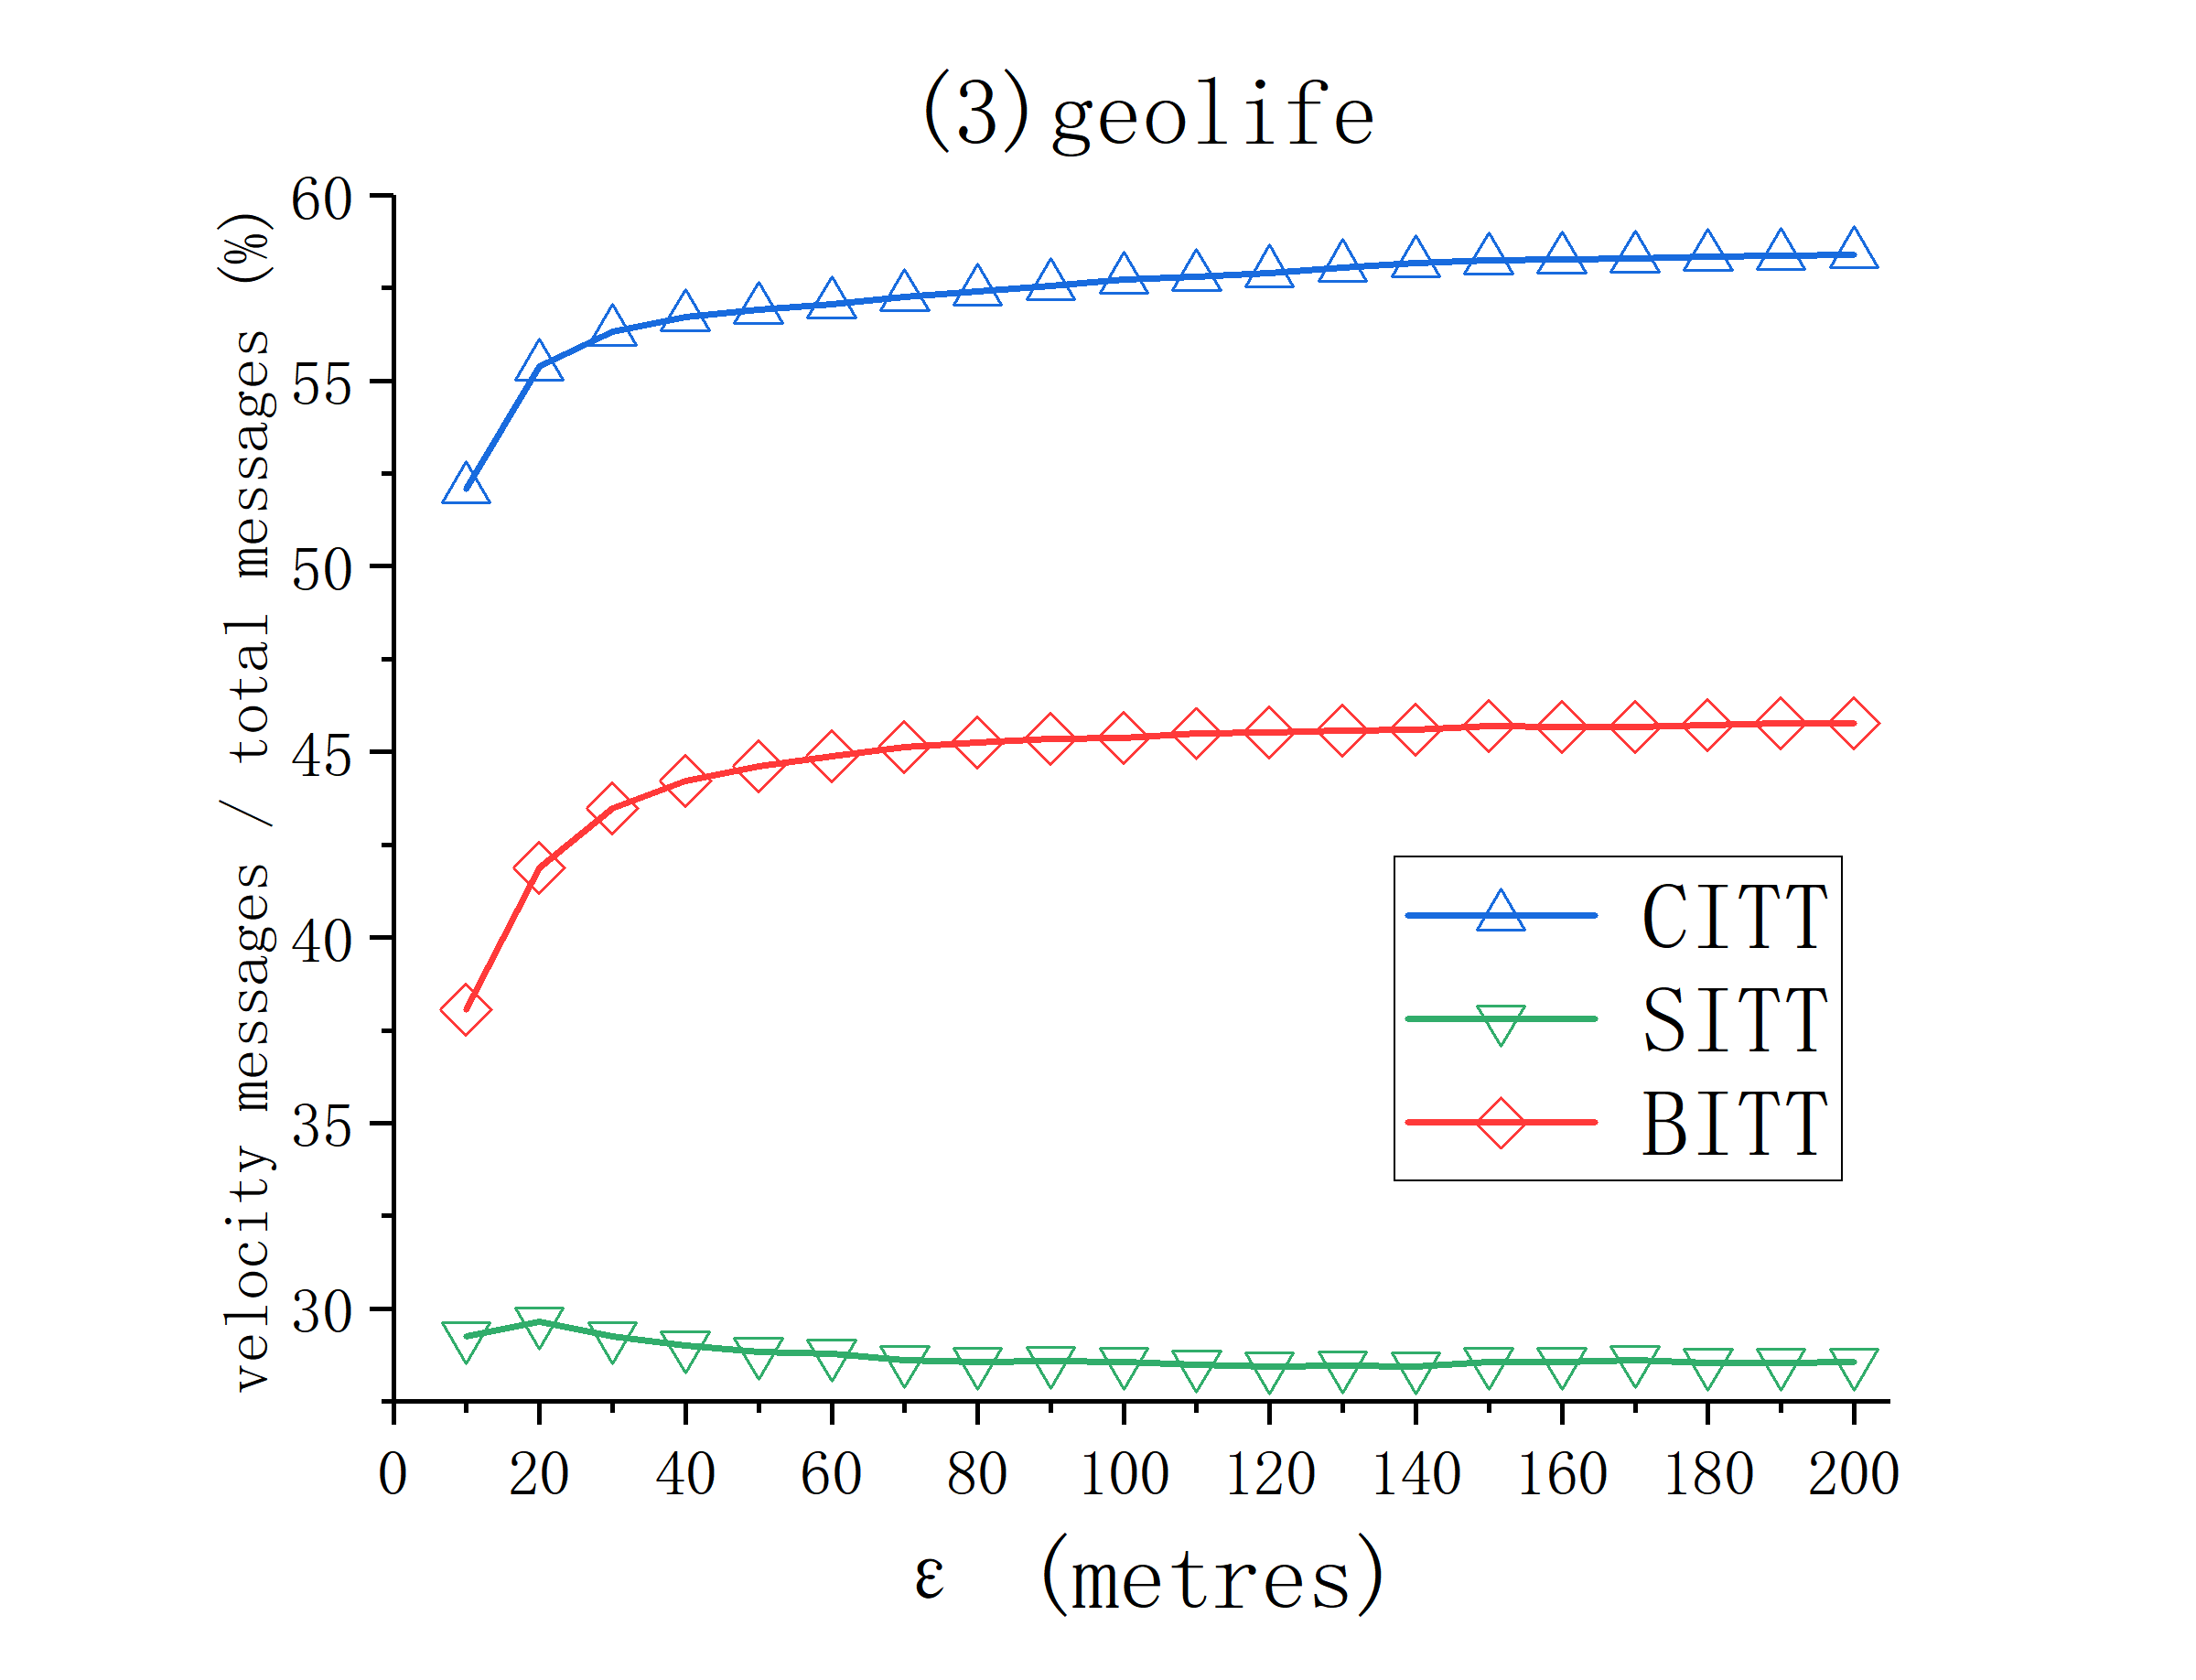 (3)geolife
velocity messages / total messages (%)
60
55
50
45
40
35
30
CITT
SITT
BITT
0 20 40 60 80 100 120 140 160 180 200
ε (metres)